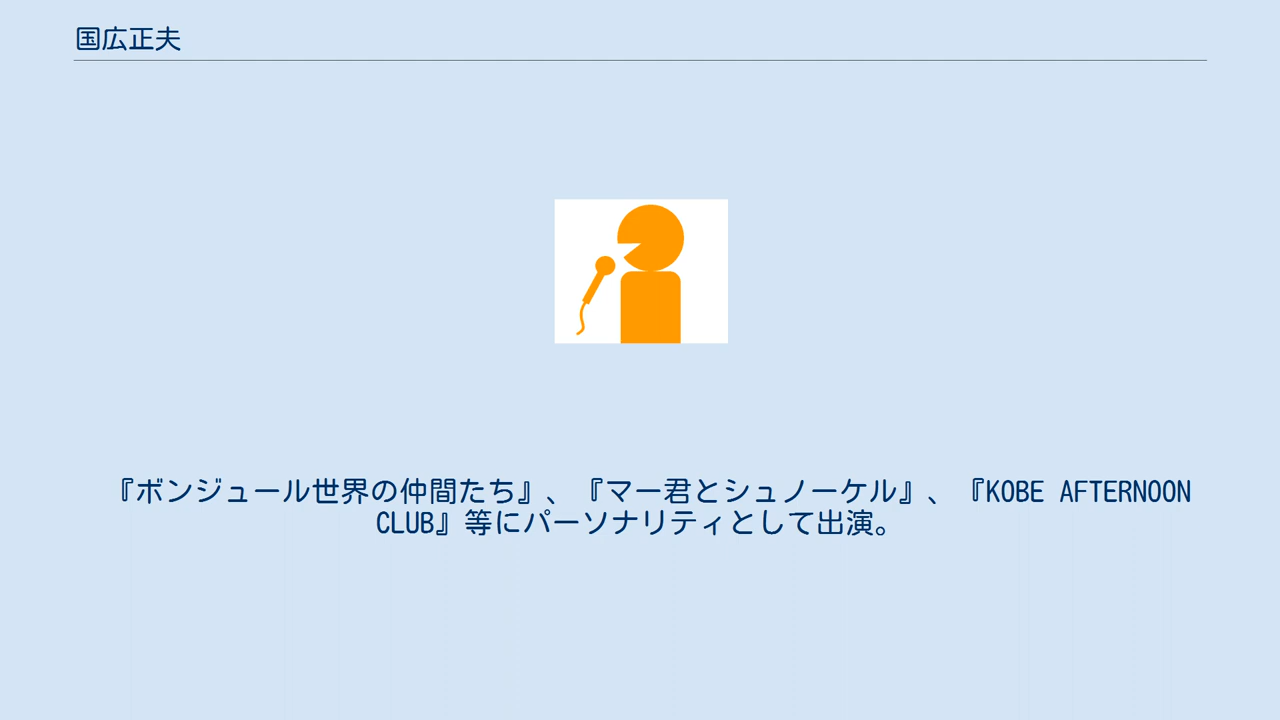 国広正夫
『ボンジュール世界の仲間たち』、『マー君とシュノーケル』、『KOBE AFTERNOON
CLUB』等にパーソナリティとして出演。